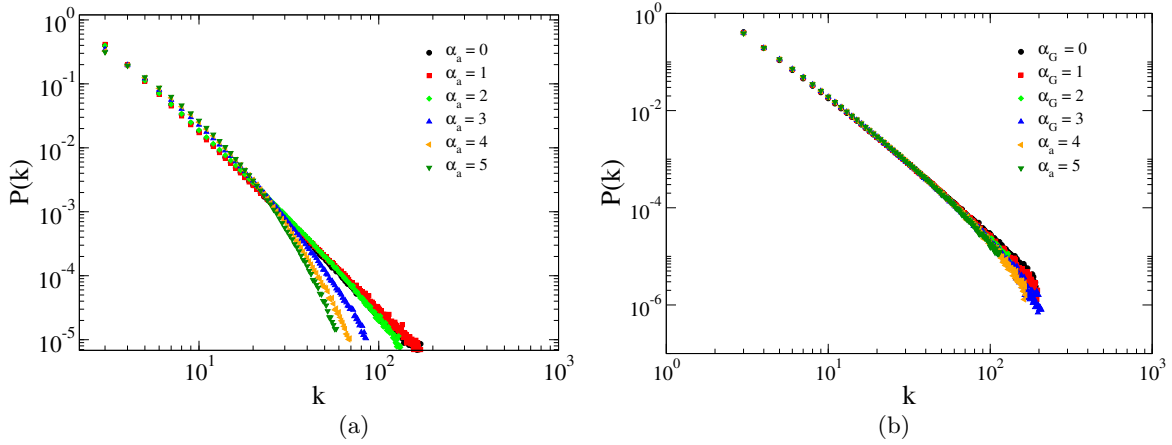 10^0
10^-1
10^-2
10^-3
10^-4
10^-5
P(k)
α_a = 0
α_a = 1
α_a = 2
α_a = 3
α_a = 4
α_a = 5
10^1
10^2
10^3
k
(a)
10^0
10^-2
10^-4
10^-6
P(k)
α_G = 0
α_G = 1
α_G = 2
α_G = 3
α_a = 4
α_a = 5
10^0
10^1
10^2
10^3
k
(b)